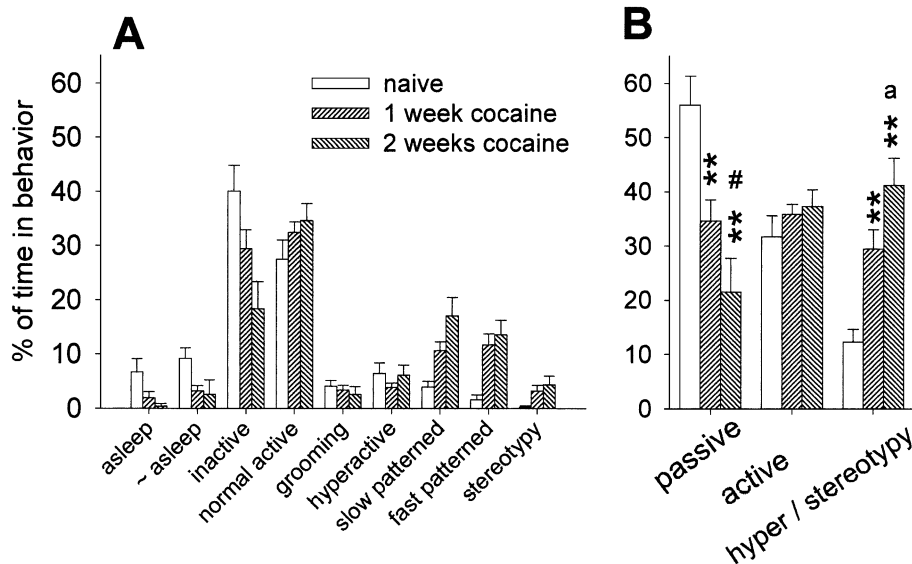 A
% of time in behavior
60
50
40
30
20
10
0
naive
1 week cocaine
2 weeks cocaine
asleep
~ asleep
inactive
normal active
grooming
hyperactive
slow patterned
fast patterned
stereotypy
B
60
50
40
30
20
10
0
**
#
**
**
a
**
passive
active
hyper / stereotypy